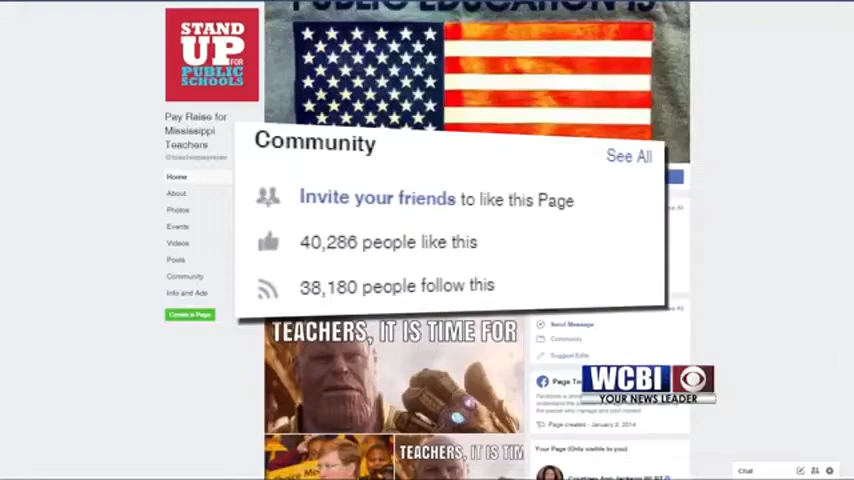 PUBLIC EDUCATION IS
STAND
UP
FOR
PUBLIC
SCHOOLS
Pay Raise for
Mississippi
Teachers
Home
About
Photos
Events
Videos
Posts
Community
Info and Ads
Create a Page
Community
See All
Invite your friends to like this Page
40,286 people like this
38,180 people follow this
TEACHERS, IT IS TIME FOR
Send Message
Community
Suggest Edits
WCBI
YOUR NEWS LEADER
Page created - January 2, 2014
TEACHERS, IT IS TIM
Your Page (Only visible to you)
Chat